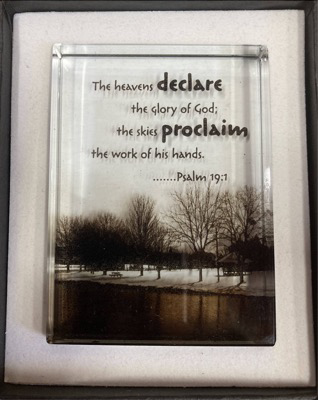 The heavens declare
the glory of God;
the skies proclaim
the work of his hands.
.......Psalm 19:1